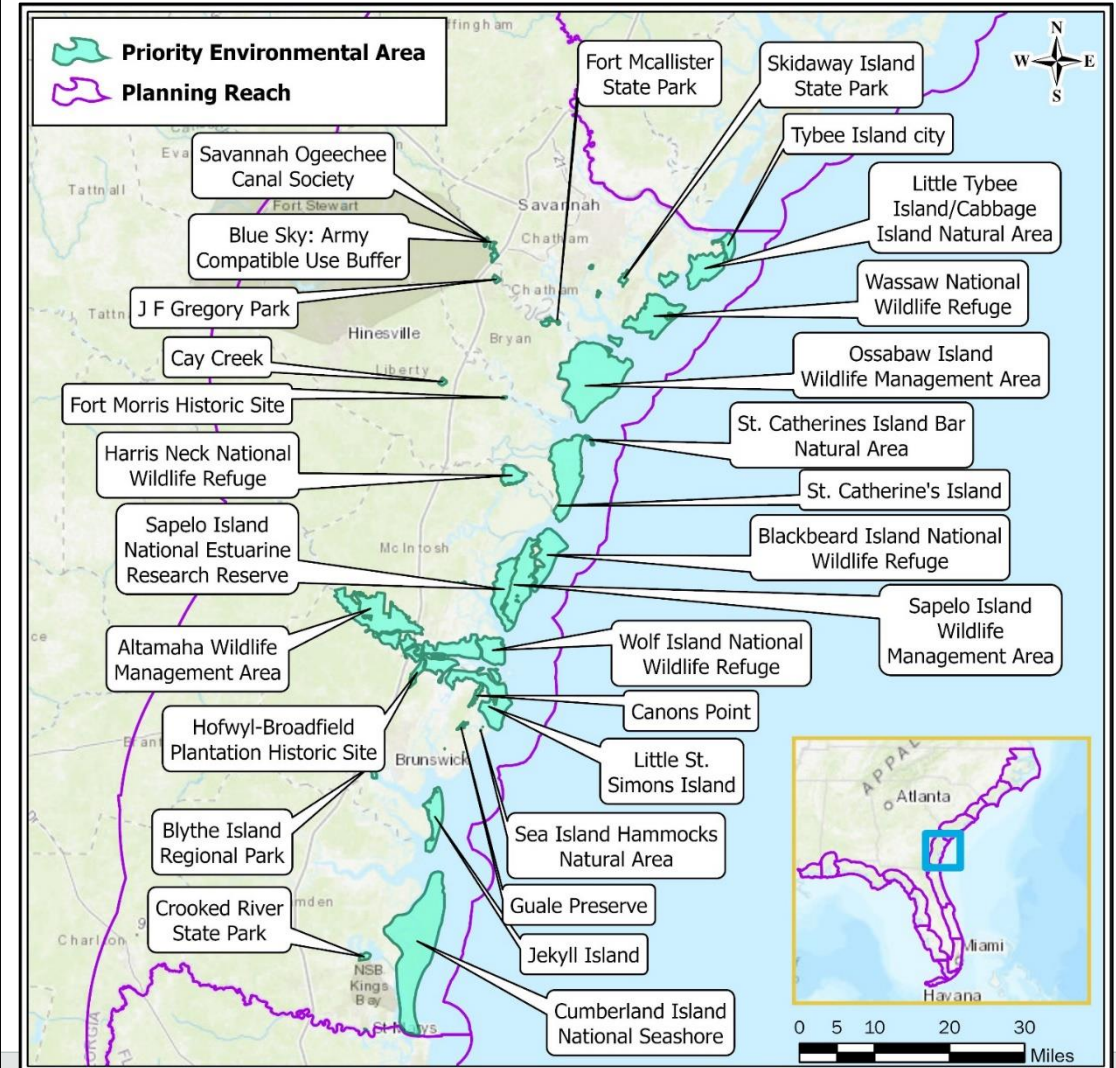 Priority Environmental Area
Planning Reach
N
W E
S
Fort Mcallister
State Park
Skidaway Island
State Park
Tybee Island city
Savannah Ogeechee
Canal Society
Little Tybee
Island/Cabbage
Island Natural Area
Tattnall
Fort Stewart
Savannah
Chatham
Blue Sky: Army
Compatible Use Buffer
J F Gregory Park
Chatham
Wassaw National
Wildlife Refuge
Hinesville
Bryan
Cay Creek
Liberty
Ossabaw Island
Wildlife Management Area
Fort Morris Historic Site
St. Catherines Island Bar
Natural Area
Harris Neck National
Wildlife Refuge
St. Catherine's Island
Sapelo Island
National Estuarine
Research Reserve
McIntosh
Blackbeard Island National
Wildlife Refuge
Sapelo Island
Wildlife
Management Area
Altamaha Wildlife
Management Area
Wolf Island National
Wildlife Refuge
Canons Point
Hofwyl-Broadfield
Plantation Historic Site
Brunswick
Little St.
Simons Island
Blythe Island
Regional Park
Sea Island Hammocks
Natural Area
Guale Preserve
Crooked River
State Park
Jekyll Island
NSB
Kings
Bay
Cumberland Island
National Seashore
St Marys
APPAL
Atlanta
Miami
Havana
0 5 10 20 30
Miles